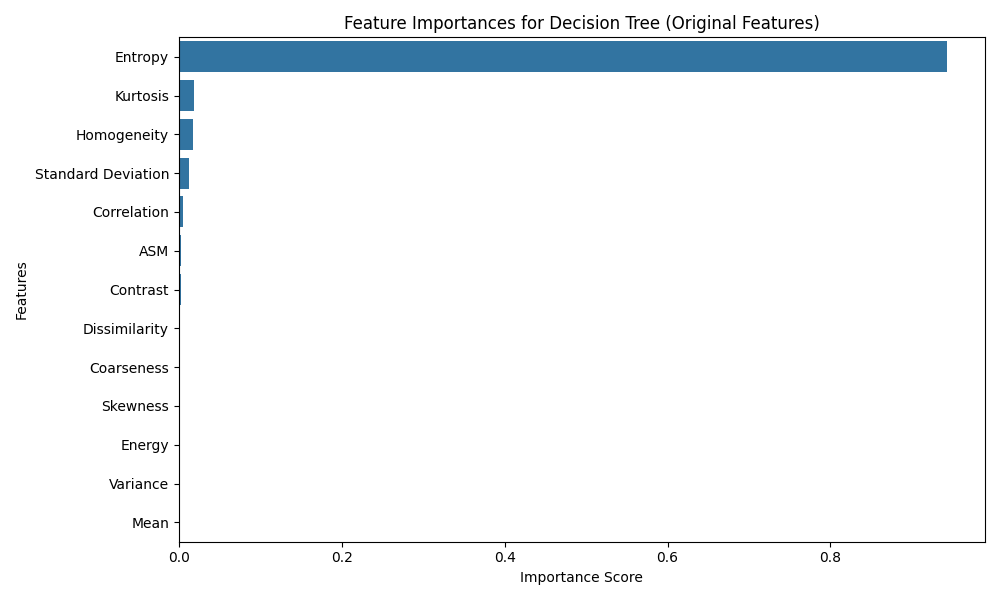 Feature Importances for Decision Tree (Original Features)
Features
Entropy
Kurtosis
Homogeneity
Standard Deviation
Correlation
ASM
Contrast
Dissimilarity
Coarseness
Skewness
Energy
Variance
Mean
0.0 0.2 0.4 0.6 0.8
Importance Score